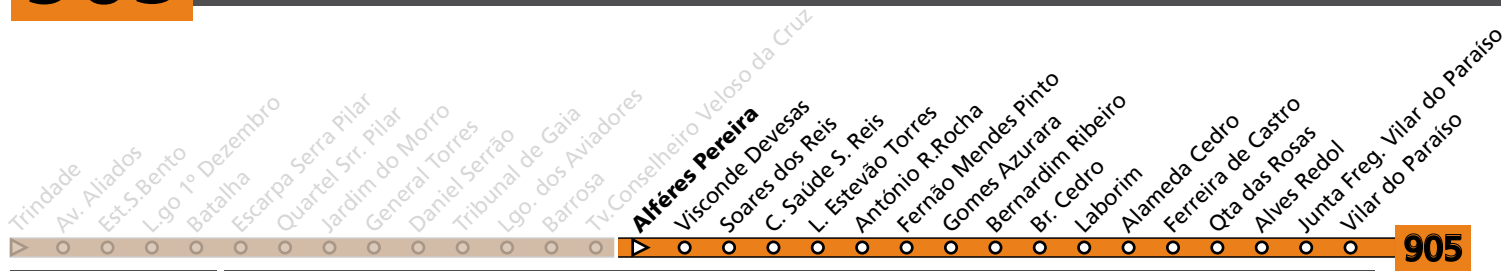 905
Trindade
Av. Aliados
Est.S.Bento
L.go 1º Dezembro
Batalha
Escarpa Serra Pilar
Quartel Srr. Pilar
Jardim do Morro
General Torres
Daniel Serrão
Tribunal de Gaia
Lgo. dos Aviadores
Barrosa
Tv.Conselheiro Veloso da Cruz
Alféres Pereira
Visconde Devesas
Soares dos Reis
C. Saúde S. Reis
L. Estevão Torres
António R.Rocha
Fernão Mendes Pinto
Gomes Azurara
Bernardim Ribeiro
Br. Cedro
Laborim
Alameda Cedro
Ferreira de Castro
Qta das Rosas
Alves Redol
Junta Freg. Vilar do Paraíso
Vilar do Paraíso
905